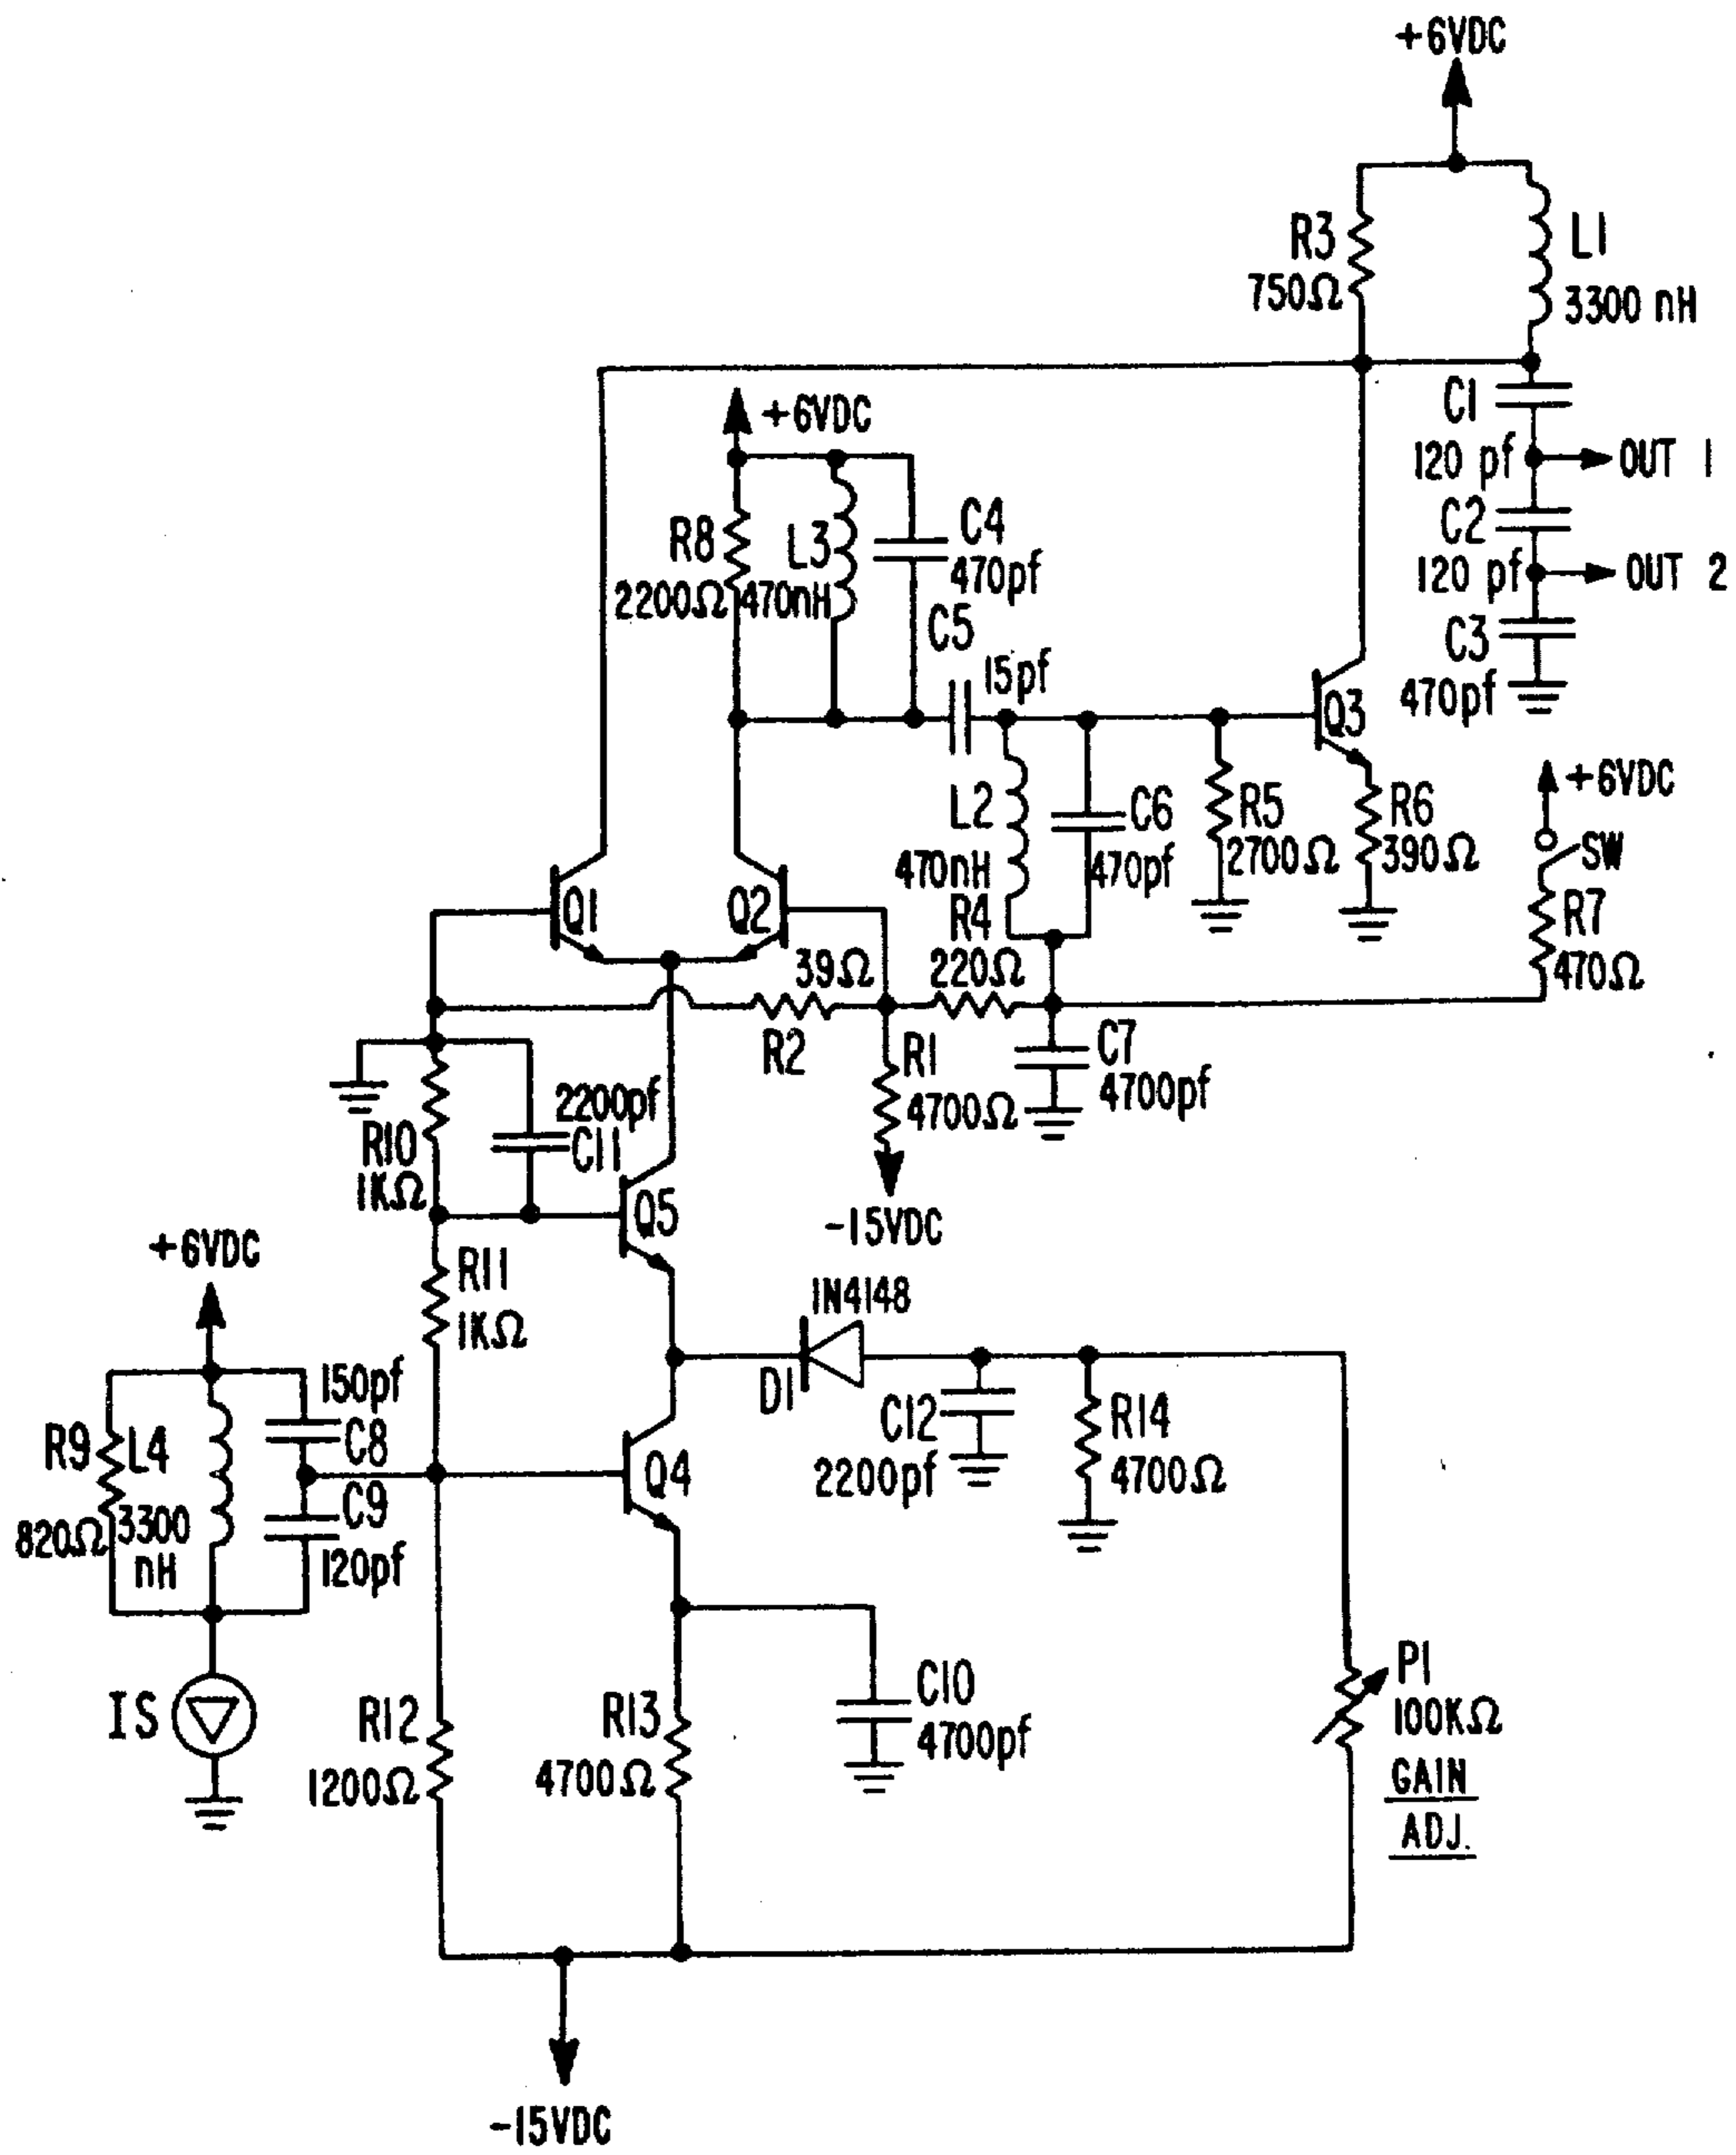 +6VDC
R3
750Ω
L1
3300 nH
C1
120 pf
OUT 1
C2
120 pf
OUT 2
C3
470pf
+6VDC
R8
2200Ω
L3
470nH
C4
470pf
C5
15pf
Q3
L2
470nH
C6
470pf
R5
2700Ω
R6
390Ω
+6VDC
SW
R7
470Ω
Q1
Q2
39Ω
R2
R4
220Ω
R1
4700Ω
-15VDC
C7
4700pf
R10
1KΩ
2200pf
C11
Q5
R11
1KΩ
+6VDC
R9
820Ω
L4
3300
nH
150pf
C8
C9
120pf
IS
1N4148
D1
C12
2200pf
R14
4700Ω
Q4
R12
1200Ω
R13
4700Ω
C10
4700pf
P1
100KΩ
GAIN
ADJ.
-15VDC